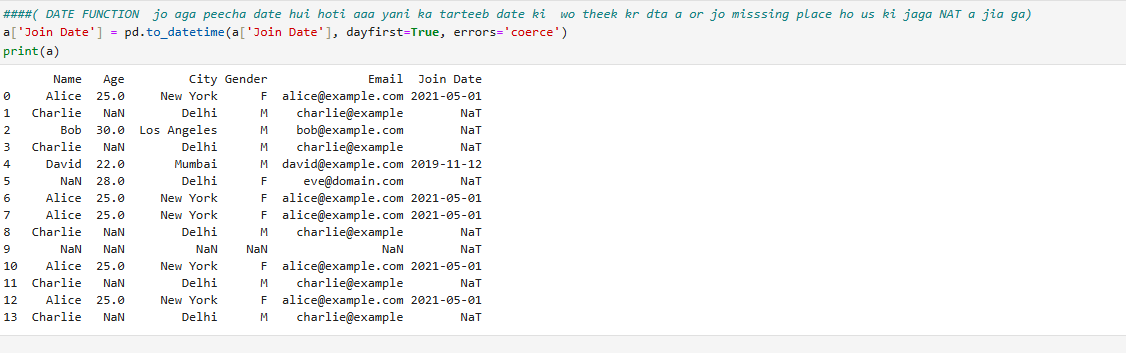 ####( DATE FUNCTION  jo aga peecha date hui hoti aaa yani ka tarteeb date ki  wo theek kr dta a or jo misssing place ho us ki jaga NAT a jia ga)
a['Join Date'] = pd.to_datetime(a['Join Date'], dayfirst=True, errors='coerce')
print(a)
       Name   Age         City Gender              Email  Join Date
0     Alice  25.0     New York      F  alice@example.com 2021-05-01
1   Charlie   NaN        Delhi      M    charlie@example        NaT
2       Bob  30.0  Los Angeles      M    bob@example.com        NaT
3   Charlie   NaN        Delhi      M    charlie@example        NaT
4     David  22.0       Mumbai      M  david@example.com 2019-11-12
5       NaN  28.0        Delhi      F     eve@domain.com        NaT
6     Alice  25.0     New York      F  alice@example.com 2021-05-01
7     Alice  25.0     New York      F  alice@example.com 2021-05-01
8   Charlie   NaN        Delhi      M    charlie@example        NaT
9       NaN   NaN          NaN    NaN                NaN        NaT
10    Alice  25.0     New York      F  alice@example.com 2021-05-01
11  Charlie   NaN        Delhi      M    charlie@example        NaT
12    Alice  25.0     New York      F  alice@example.com 2021-05-01
13  Charlie   NaN        Delhi      M    charlie@example        NaT